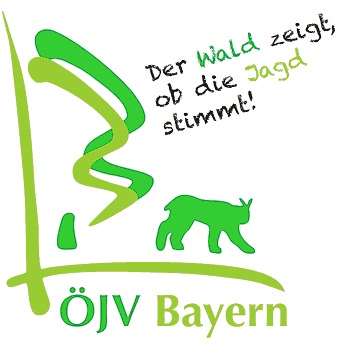 Der Wald zeigt,
ob die Jagd
stimmt!
ÖJV Bayern